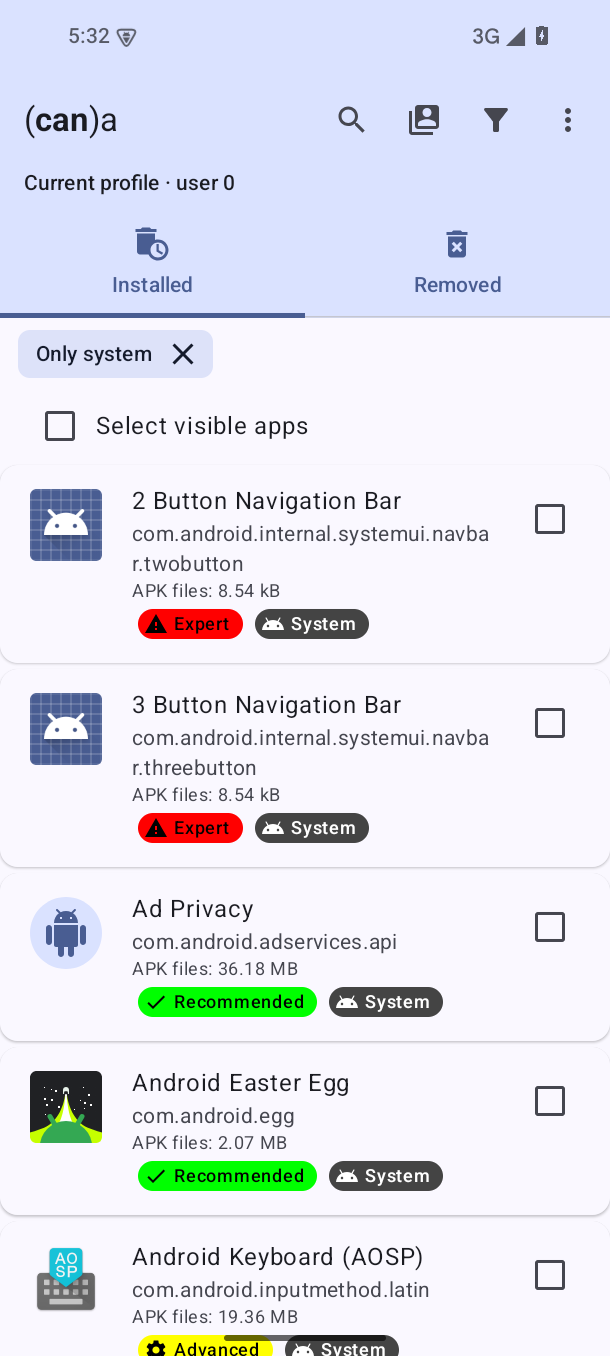 5:32
3G
(can)a
Current profile · user 0
Installed
Removed
Only system
Select visible apps
2 Button Navigation Bar
com.android.internal.systemui.navba
r.twobutton
APK files: 8.54 kB
Expert
System
3 Button Navigation Bar
com.android.internal.systemui.navba
r.threebutton
APK files: 8.54 kB
Expert
System
Ad Privacy
com.android.adservices.api
APK files: 36.18 MB
Recommended
System
Android Easter Egg
com.android.egg
APK files: 2.07 MB
Recommended
System
AO
SP
Android Keyboard (AOSP)
com.android.inputmethod.latin
APK files: 19.36 MB
Advanced
System